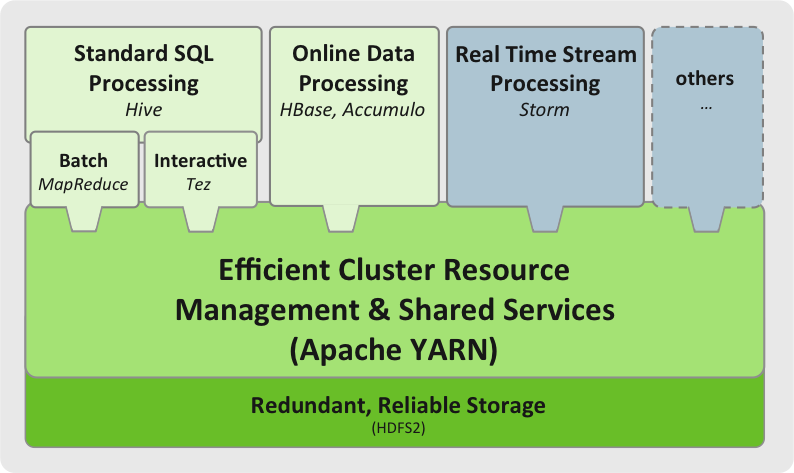 Standard SQL
Processing
Hive
Batch
MapReduce
Interactive
Tez
Online Data
Processing
HBase, Accumulo
Real Time Stream
Processing
Storm
others
...
Efficient Cluster Resource
Management & Shared Services
(Apache YARN)
Redundant, Reliable Storage
(HDFS2)